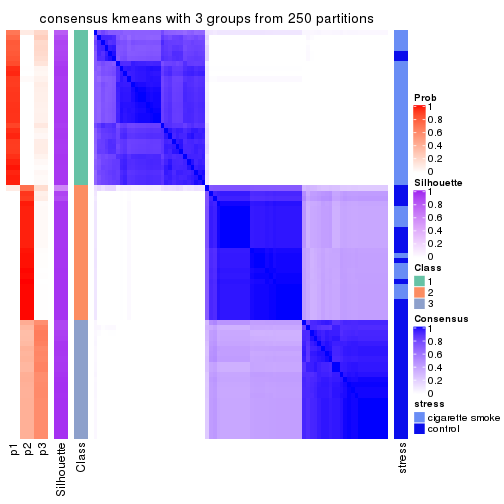 consensus kmeans with 3 groups from 250 partitions
Prob
1
0.8
0.6
0.4
0.2
0
Silhouette
1
0.8
0.6
0.4
0.2
0
Class
1
2
3
Consensus
1
0.8
0.6
0.4
0.2
0
stress
cigarette smoke
control
p1
p2
p3
Silhouette
Class
stress